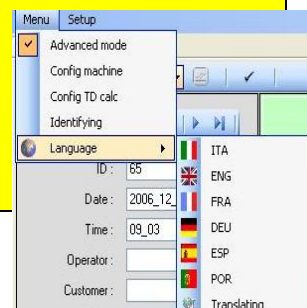 Menu Setup
Advanced mode
Config machine
Config TD calc
Identifying
Language
ITA
ENG
FRA
DEU
ESP
POR
Translating
ID : 65
Date : 2006_12_
Time : 09_03
Operator :
Customer :